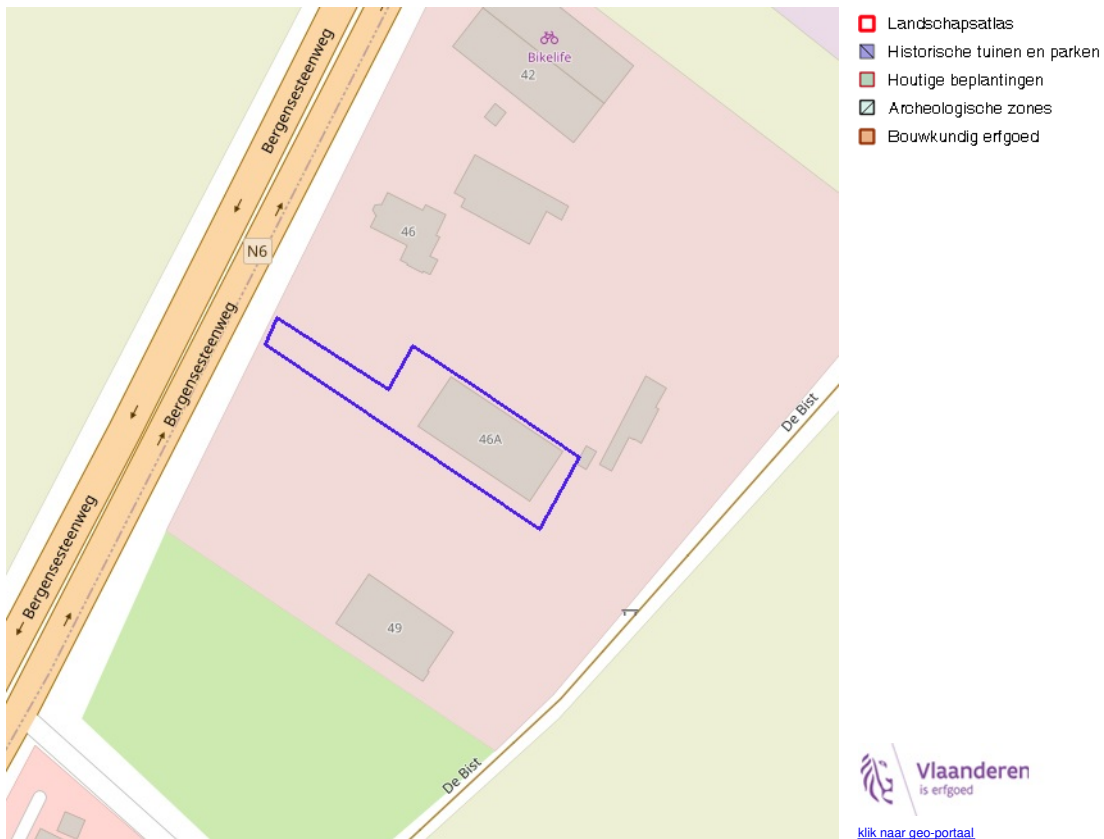 Bergensesteenweg
Bikelife
42
46
N6
Bergensesteenweg
46A
De Bist
Bergensesteenweg
49
De Bist
Landschapsatlas
Historische tuinen en parken
Houtige beplantingen
Archeologische zones
Bouwkundig erfgoed
Vlaanderen
is erfgoed
klik naar geo-portaal